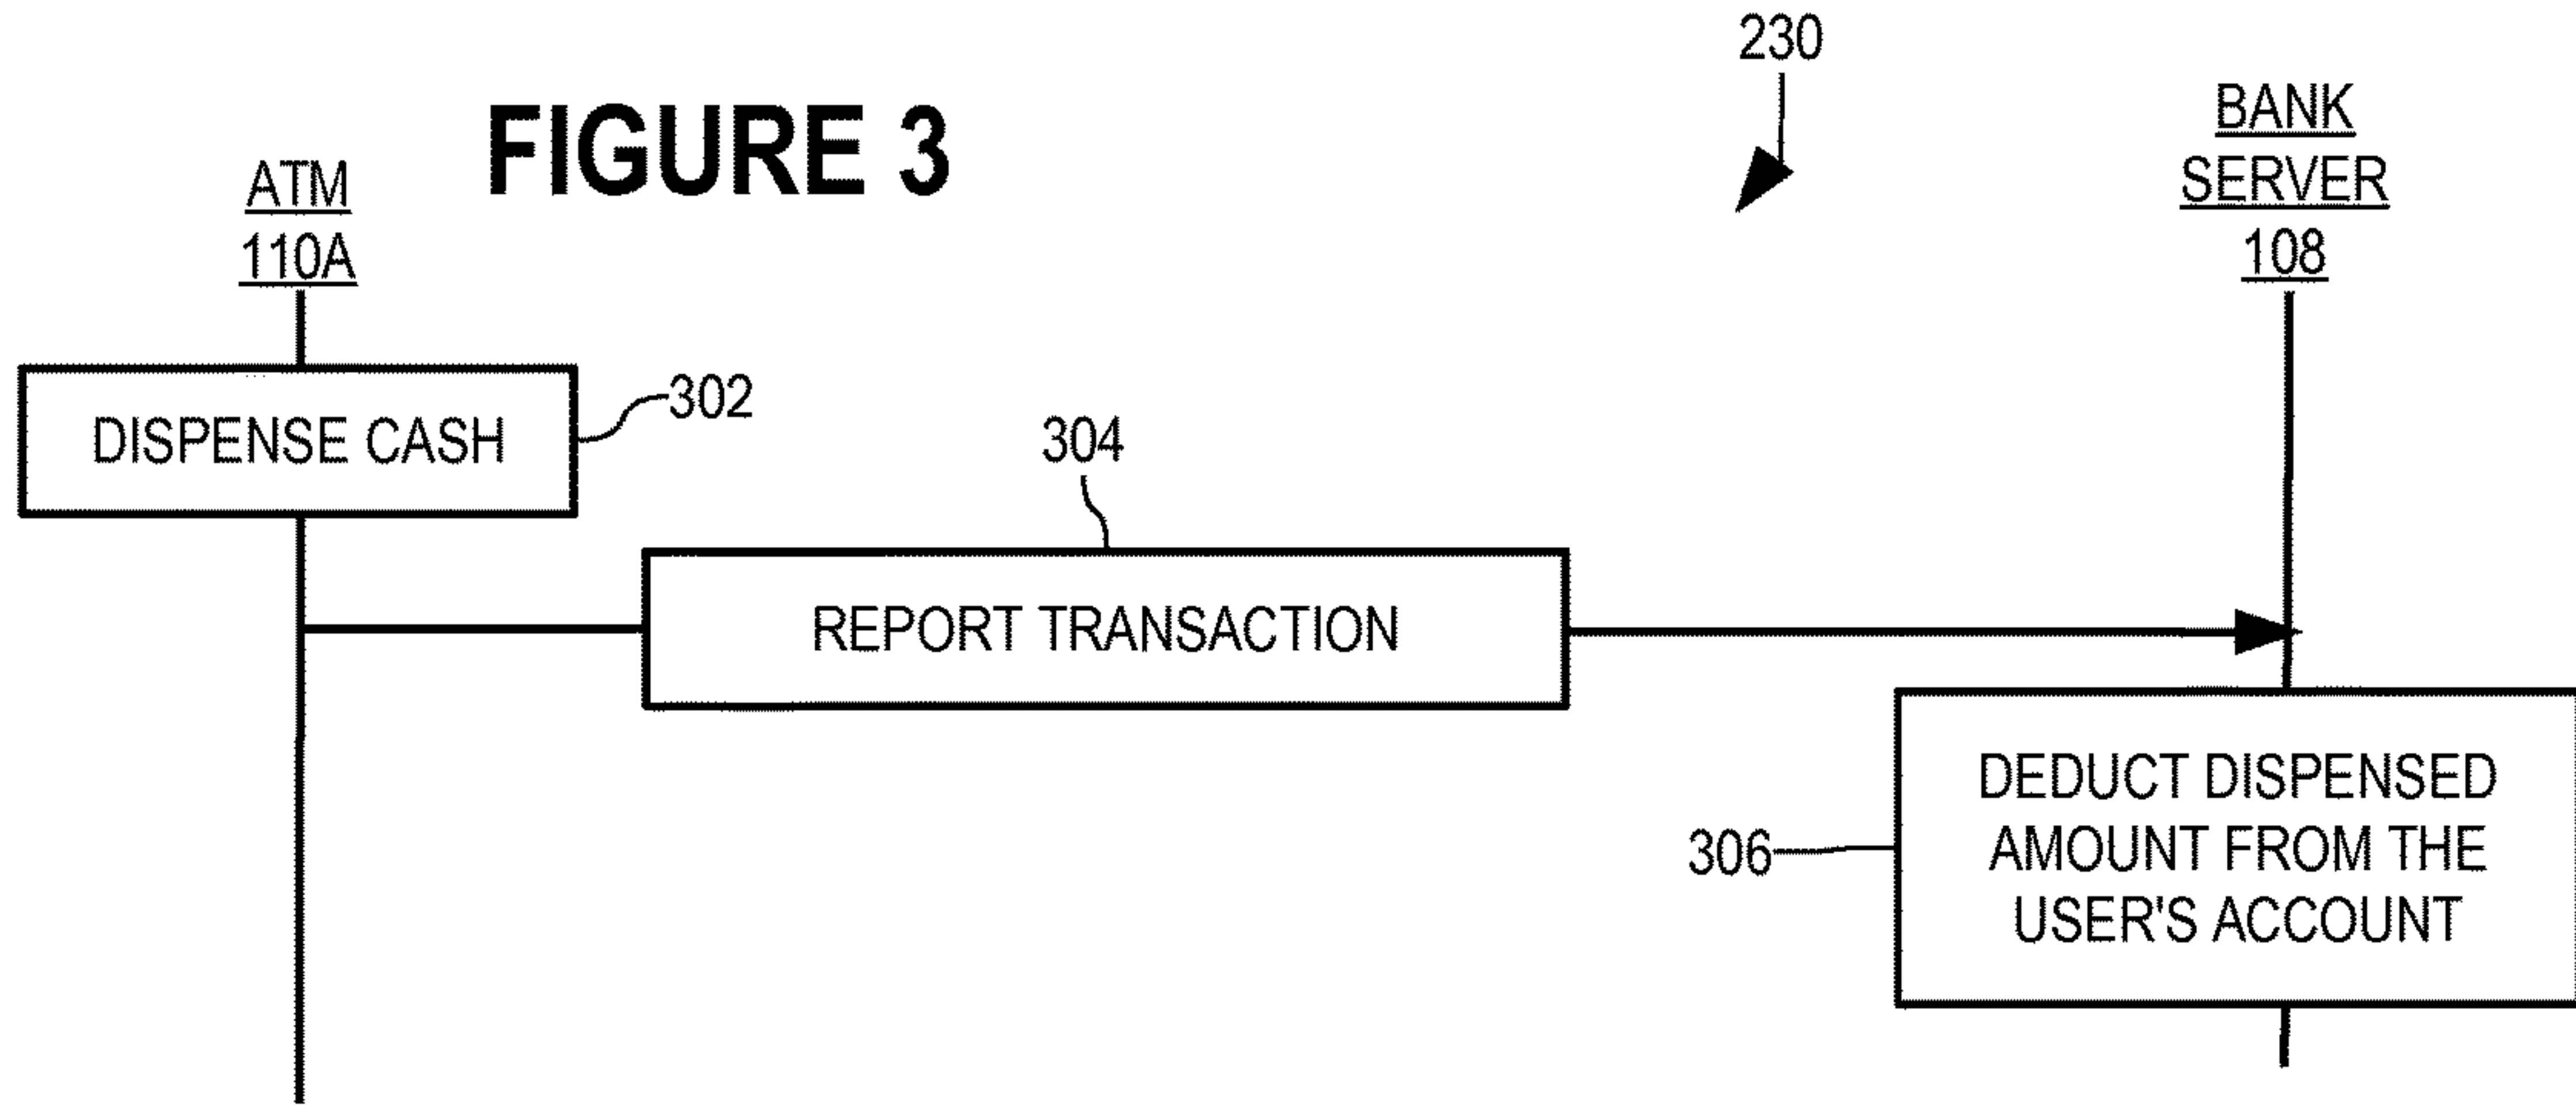 FIGURE 3
230
ATM
110A
BANK
SERVER
108
DISPENSE CASH
302
304
REPORT TRANSACTION
306
DEDUCT DISPENSED
AMOUNT FROM THE
USER'S ACCOUNT